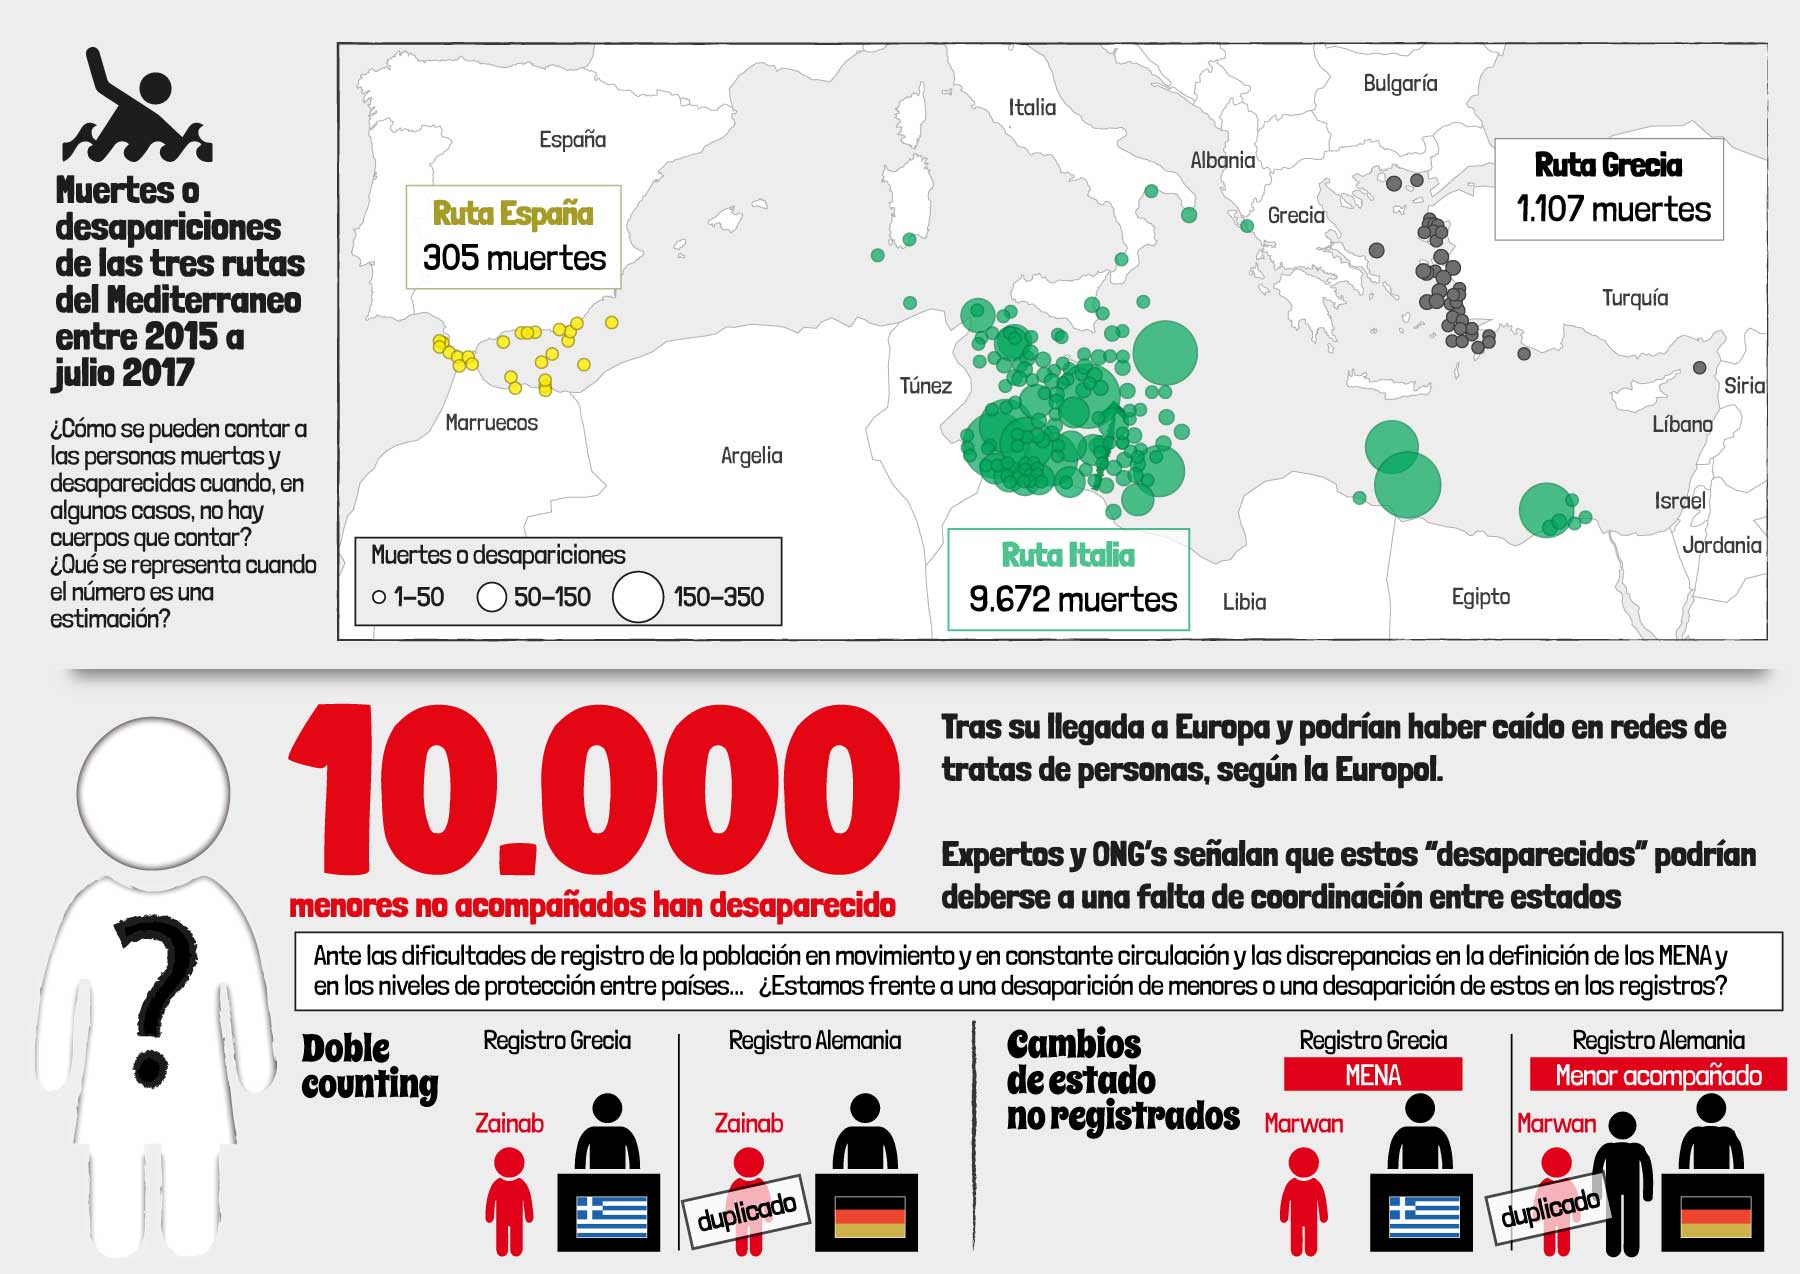 Muertes o
desapariciones
de las tres rutas
del Mediterraneo
entre 2015 a
julio 2017
¿Cómo se pueden contar a
las personas muertas y
desaparecidas cuando, en
algunos casos, no hay
cuerpos que contar?
¿Qué se representa cuando
el número es una
estimación?
España
Italia
Bulgaría
Albania
Grecia
Turquía
Siria
Líbano
Israel
Jordania
Egipto
Libia
Túnez
Argelia
Marruecos
Ruta España
305 muertes
Ruta Grecia
1.107 muertes
Ruta Italia
9.672 muertes
Muertes o desapariciones
1–50
50–150
150–350
10.000
menores no acompañados han desaparecido
Tras su llegada a Europa y podrían haber caído en redes de
tratas de personas, según la Europol.
Expertos y ONG's señalan que estos "desaparecidos" podrían
deberse a una falta de coordinación entre estados
Ante las dificultades de registro de la población en movimiento y en constante circulación y las discrepancias en la definición de los MENA y
en los niveles de protección entre países... ¿Estamos frente a una desaparición de menores o una desaparición de estos en los registros?
?
Doble
counting
Registro Grecia
Zainab
Registro Alemania
Zainab
duplicado
Cambios
de estado
no registrados
Registro Grecia
MENA
Marwan
Registro Alemania
Menor acompañado
Marwan
duplicado